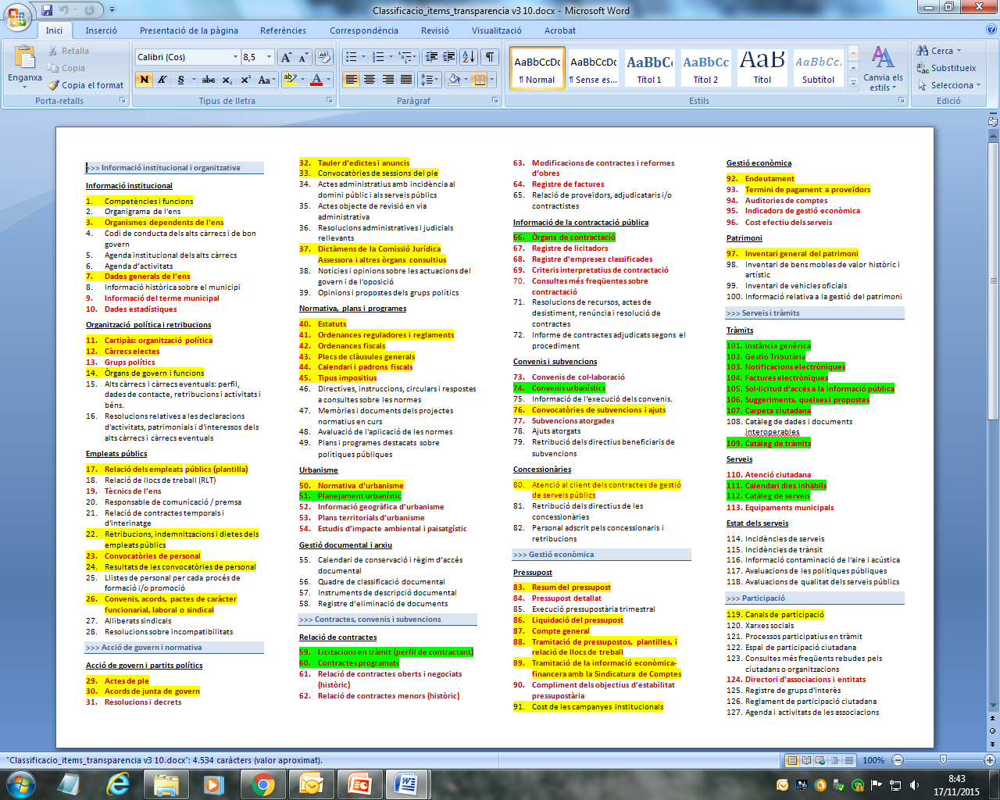 Classificacio_items_transparencia v3 10.docx - Microsoft Word
Inici Inserció Presentació de la pàgina Referències Correspondència Revisió Visualització Acrobat
Enganxa
Retalla
Copia
Copia el format
Porta-retalls
Calibri (Cos) 8,5
N K S abc x₂ x² Aa
Tipus de lletra
Paràgraf
AaBbCcDc AaBbCcDc AaBbC AaBbCc AaB AaBbCc.
¶ Normal ¶ Sense es... Títol 1 Títol 2 Títol Subtítol
Canvia els estils
Estils
Cerca
Substitueix
Selecciona
Edició
>>> Informació institucional i organitzativa
Informació institucional
1. Competències i funcions
2. Organigrama de l'ens
3. Organismes dependents de l'ens
4. Codi de conducta dels alts càrrecs i de bon
govern
5. Agenda institucional dels alts càrrecs
6. Agenda d'activitats
7. Dades generals de l'ens
8. Informació històrica sobre el municipi
9. Informació del terme municipal
10. Dades estadístiques
Organització política i retribucions
11. Cartipàs: organització política
12. Càrrecs electes
13. Grups polítics
14. Òrgans de govern i funcions
15. Alts càrrecs i càrrecs eventuals: perfil,
dades de contacte, retribucions i activitats i
béns.
16. Resolucions relatives a les declaracions
d'activitats, patrimonials i d'interessos dels
alts càrrecs i càrrecs eventuals
Empleats públics
17. Relació dels empleats públics (plantilla)
18. Relació de llocs de treball (RLT)
19. Tècnics de l’ens
20. Responsable de comunicació / premsa
21. Relació de contractes temporals i
d'interinatge
22. Retribucions, indemnitzacions i dietes dels
empleats públics
23. Convocatòries de personal
24. Resultats de les convocatòries de personal
25. Llistes de personal per cada procés de
formació i/o promoció
26. Convenis, acords, pactes de caràcter
funcionarial, laboral o sindical
27. Alliberats sindicals
28. Resolucions sobre incompatibilitats
>>> Acció de govern i normativa
Acció de govern i partits polítics
29. Actes de ple
30. Acords de junta de govern
31. Resolucions i decrets
32. Tauler d'edictes i anuncis
33. Convocatòries de sessions del ple
34. Actes administratius amb incidència al
domini públic i als serveis públics
35. Actes objecte de revisió en via
administrativa
36. Resolucions administratives i judicials
rellevants
37. Dictàmens de la Comissió Jurídica
Assessora i altres òrgans consultius
38. Notícies i opinions sobre les actuacions del
govern i de l'oposició
39. Opinions i propostes dels grups polítics
Normativa, plans i programes
40. Estatuts
41. Ordenances reguladores i reglaments
42. Ordenances fiscals
43. Plecs de clàusules generals
44. Calendari i padrons fiscals
45. Tipus impositius
46. Directives, instruccions, circulars i respostes
a consultes sobre les normes
47. Memòries i documents dels projectes
normatius en curs
48. Avaluació de l'aplicació de les normes
49. Plans i programes destacats sobre
polítiques públiques
Urbanisme
50. Normativa d'urbanisme
51. Planejament urbanístic
52. Informació geogràfica d'urbanisme
53. Plans territorials d’urbanisme
54. Estudis d’impacte ambiental i paisatgístic
Gestió documental i arxiu
55. Calendari de conservació i règim d’accés
documental
56. Quadre de classificació documental
57. Instruments de descripció documental
58. Registre d’eliminació de documents
>>> Contractes, convenis i subvencions
Relació de contractes
59. Licitacions en tràmit (perfil de contractant)
60. Contractes programats
61. Relació de contractes oberts i negociats
(històric)
62. Relació de contractes menors (històric)
63. Modificacions de contractes i reformes
d’obres
64. Registre de factures
65. Relació de proveïdors, adjudicataris i/o
contractistes
Informació de la contractació pública
66. Òrgans de contractació
67. Registre de licitadors
68. Registre d'empreses classificades
69. Criteris interpretatius de contractació
70. Consultes més freqüents sobre
contractació
71. Resolucions de recursos, actes de
desistiment, renúncia i resolució de
contractes
72. Informe de contractes adjudicats segons el
procediment
Convenis i subvencions
73. Convenis de col·laboració
74. Convenis urbanístics
75. Informació de l'execució dels convenis.
76. Convocatòries de subvencions i ajuts
77. Subvencions atorgades
78. Ajuts atorgats
79. Retribució dels directius beneficiaris de
subvencions
Concessionàries
80. Atenció al client dels contractes de gestió
de serveis públics
81. Retribució dels directius de les
concessionàries
82. Personal adscrit pels concessionaris i
retribucions
>>> Gestió econòmica
Pressupost
83. Resum del pressupost
84. Pressupost detallat
85. Execució pressupostària trimestral
86. Liquidació del pressupost
87. Compte general
88. Tramitació de pressupostos, plantilles, i
relació de llocs de treball
89. Tramitació de la informació econòmica-
financera amb la Sindicatura de Comptes
90. Compliment dels objectius d’estabilitat
pressupostària
91. Cost de les campanyes institucionals
Gestió econòmica
92. Endeutament
93. Termini de pagament a proveïdors
94. Auditories de comptes
95. Indicadors de gestió econòmica
96. Cost efectiu dels serveis
Patrimoni
97. Inventari general del patrimoni
98. Inventari de bens mobles de valor històric i
artístic
99. Inventari de vehicles oficials
100. Informació relativa a la gestió del patrimoni
>>> Serveis i tràmits
Tràmits
101. Instància genèrica
102. Gestió Tributària
103. Notificacions electròniques
104. Factures electròniques
105. Sol·licitud d'accés a la informació pública
106. Suggeriments, queixes i propostes
107. Carpeta ciutadana
108. Catàleg de dades i documents
interoperables
109. Catàleg de tràmits
Serveis
110. Atenció ciutadana
111. Calendari dies inhàbils
112. Catàleg de serveis
113. Equipaments municipals
Estat dels serveis
114. Incidències de serveis
115. Incidències de trànsit
116. Informació contaminació de l'aire i acústica
117. Avaluacions de les polítiques públiques
118. Avaluacions de qualitat dels serveis públics
>>> Participació
119. Canals de participació
120. Xarxes socials
121. Processos participatius en tràmit
122. Espai de participació ciutadana
123. Consultes més freqüents rebudes pels
ciutadans o organitzacions
124. Directori d'associacions i entitats
125. Registre de grups d'interès
126. Reglament de participació ciutadana
127. Agenda i activitats de les associacions
"Classificacio_items_transparencia v3 10.docx": 4.534 caràcters (valor aproximat).
100%
8:43
17/11/2015